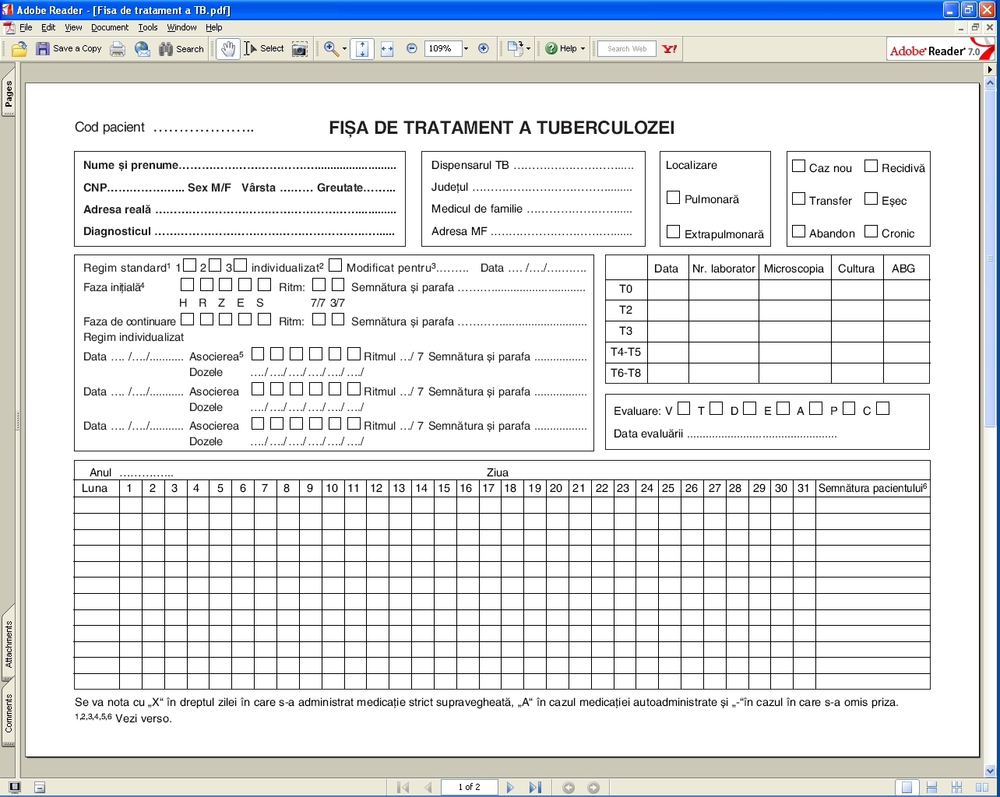 Adobe Reader - [Fisa de tratament a TB.pdf]
File Edit View Document Tools Window Help
Save a Copy Search Select 109% Help Search Web Y! Adobe Reader 7.0
Pages
Attachments
Comments
Cod pacient ………………..
FIȘA DE TRATAMENT A TUBERCULOZEI
Nume și prenume……………………………….......................
CNP……………….. Sex M/F Vârsta ……… Greutate……...
Adresa reală ……………………………………………..........
Diagnosticul …………………………………………….…......
Dispensarul TB ……………………………......
Județul ……………………………….........
Medicul de familie …………………….....
Adresa MF …………………………….....
Localizare
Pulmonară
Extrapulmonară
Caz nou Recidivă
Transfer Eșec
Abandon Cronic
Regim standard¹ 1 2 3 individualizat² Modificat pentru³……... Data …. /…./………..
Faza inițială⁴ Ritm: Semnătura și parafa ………..............................
H R Z E S 7/7 3/7
Faza de continuare Ritm: Semnătura și parafa ………..............................
Regim individualizat
Data …. /…./........... Asocierea⁵ Ritmul …/ 7 Semnătura și parafa .................
Dozele …./ …./ …./ …./ …./ …./
Data …. /…./........... Asocierea Ritmul …/ 7 Semnătura și parafa .................
Dozele …./ …./ …./ …./ …./ …./
Data …. /…./........... Asocierea Ritmul …/ 7 Semnătura și parafa .................
Dozele …./ …./ …./ …./ …./ …./
Data Nr. laborator Microscopia Cultura ABG
T0
T2
T3
T4-T5
T6-T8
Evaluare: V T D E A P C
Data evaluării ...............................................
Anul ………….. Ziua
Luna 1 2 3 4 5 6 7 8 9 10 11 12 13 14 15 16 17 18 19 20 21 22 23 24 25 26 27 28 29 30 31 Semnătura pacientului⁶
Se va nota cu „X“ în dreptul zilei în care s-a administrat medicație strict supravegheată, „A“ în cazul medicației autoadministrate și „-“în cazul în care s-a omis priza.
¹,²,³,⁴,⁵,⁶ Vezi verso.
1 of 2